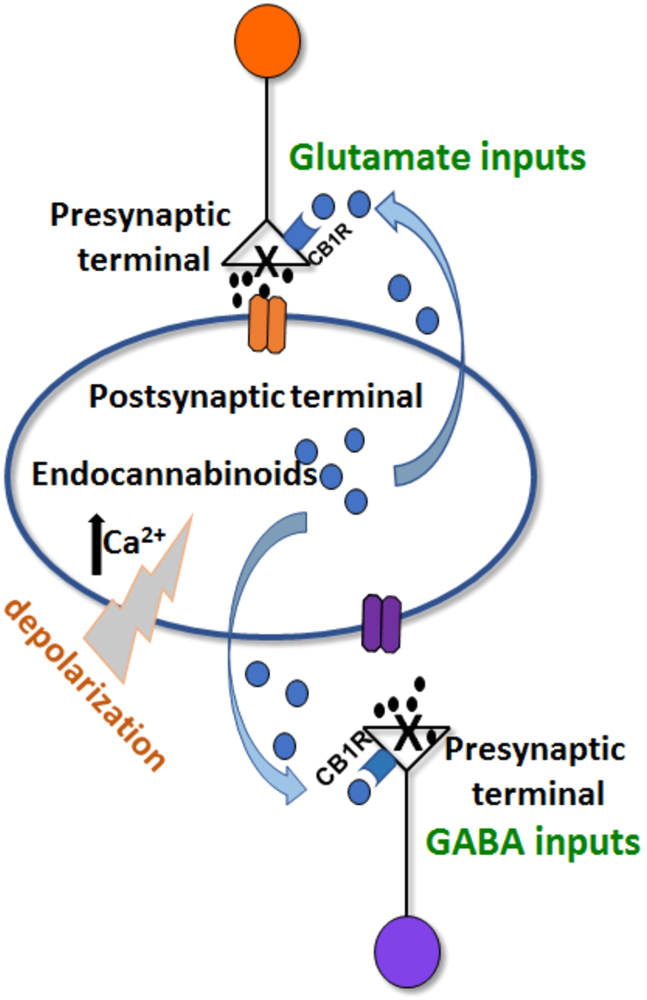 Glutamate inputs
Presynaptic
terminal
X
CB1R
Postsynaptic terminal
Endocannabinoids
Ca²⁺
depolarization
CB1R
X
Presynaptic
terminal
GABA inputs